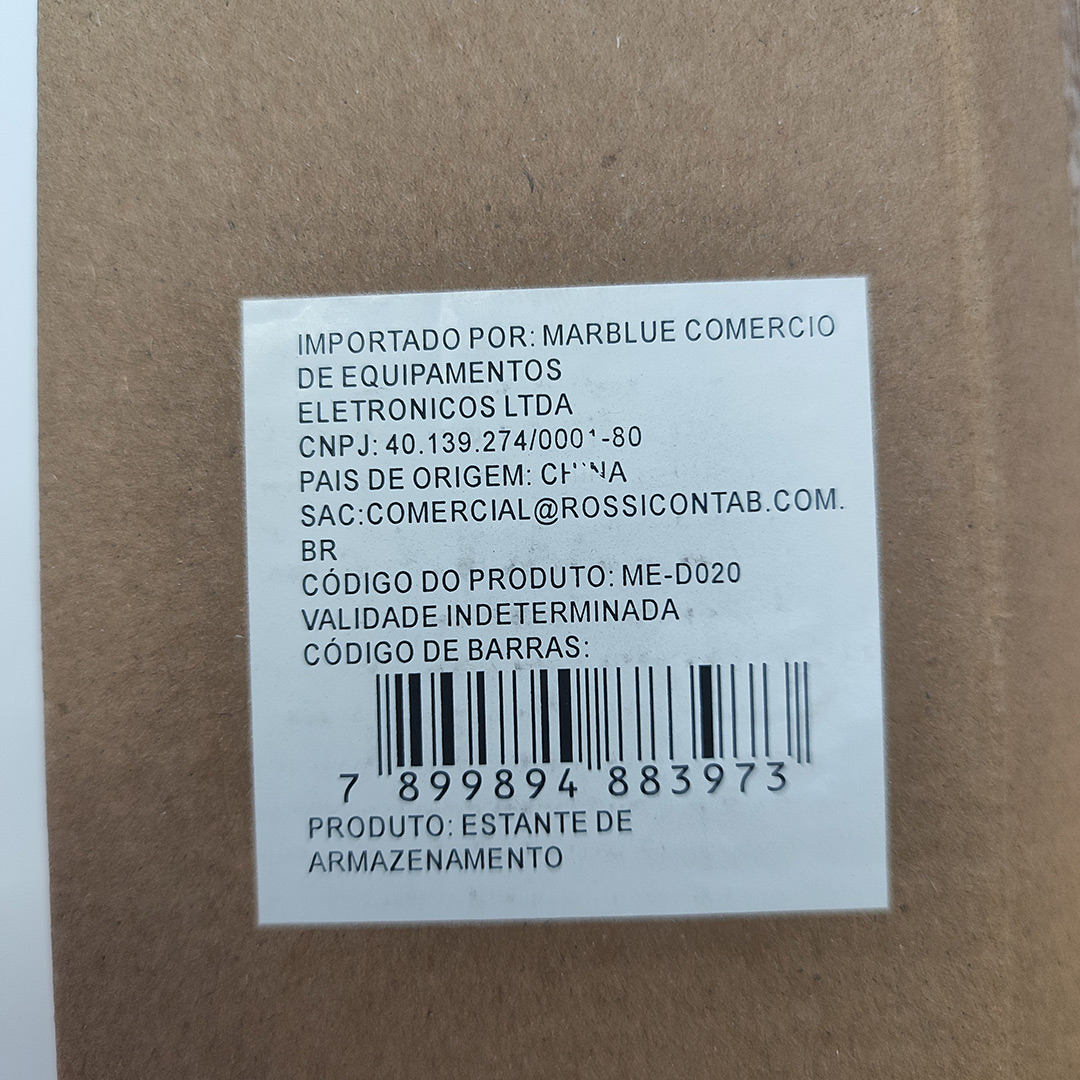 IMPORTADO POR: MARBLUE COMERCIO
DE EQUIPAMENTOS
ELETRONICOS LTDA
CNPJ: 40.139.274/0001-80
PAIS DE ORIGEM: CHINA
SAC:COMERCIAL@ROSSICONTAB.COM.
BR
CÓDIGO DO PRODUTO: ME-D020
VALIDADE INDETERMINADA
CÓDIGO DE BARRAS:
7 899894 883973
PRODUTO: ESTANTE DE
ARMAZENAMENTO